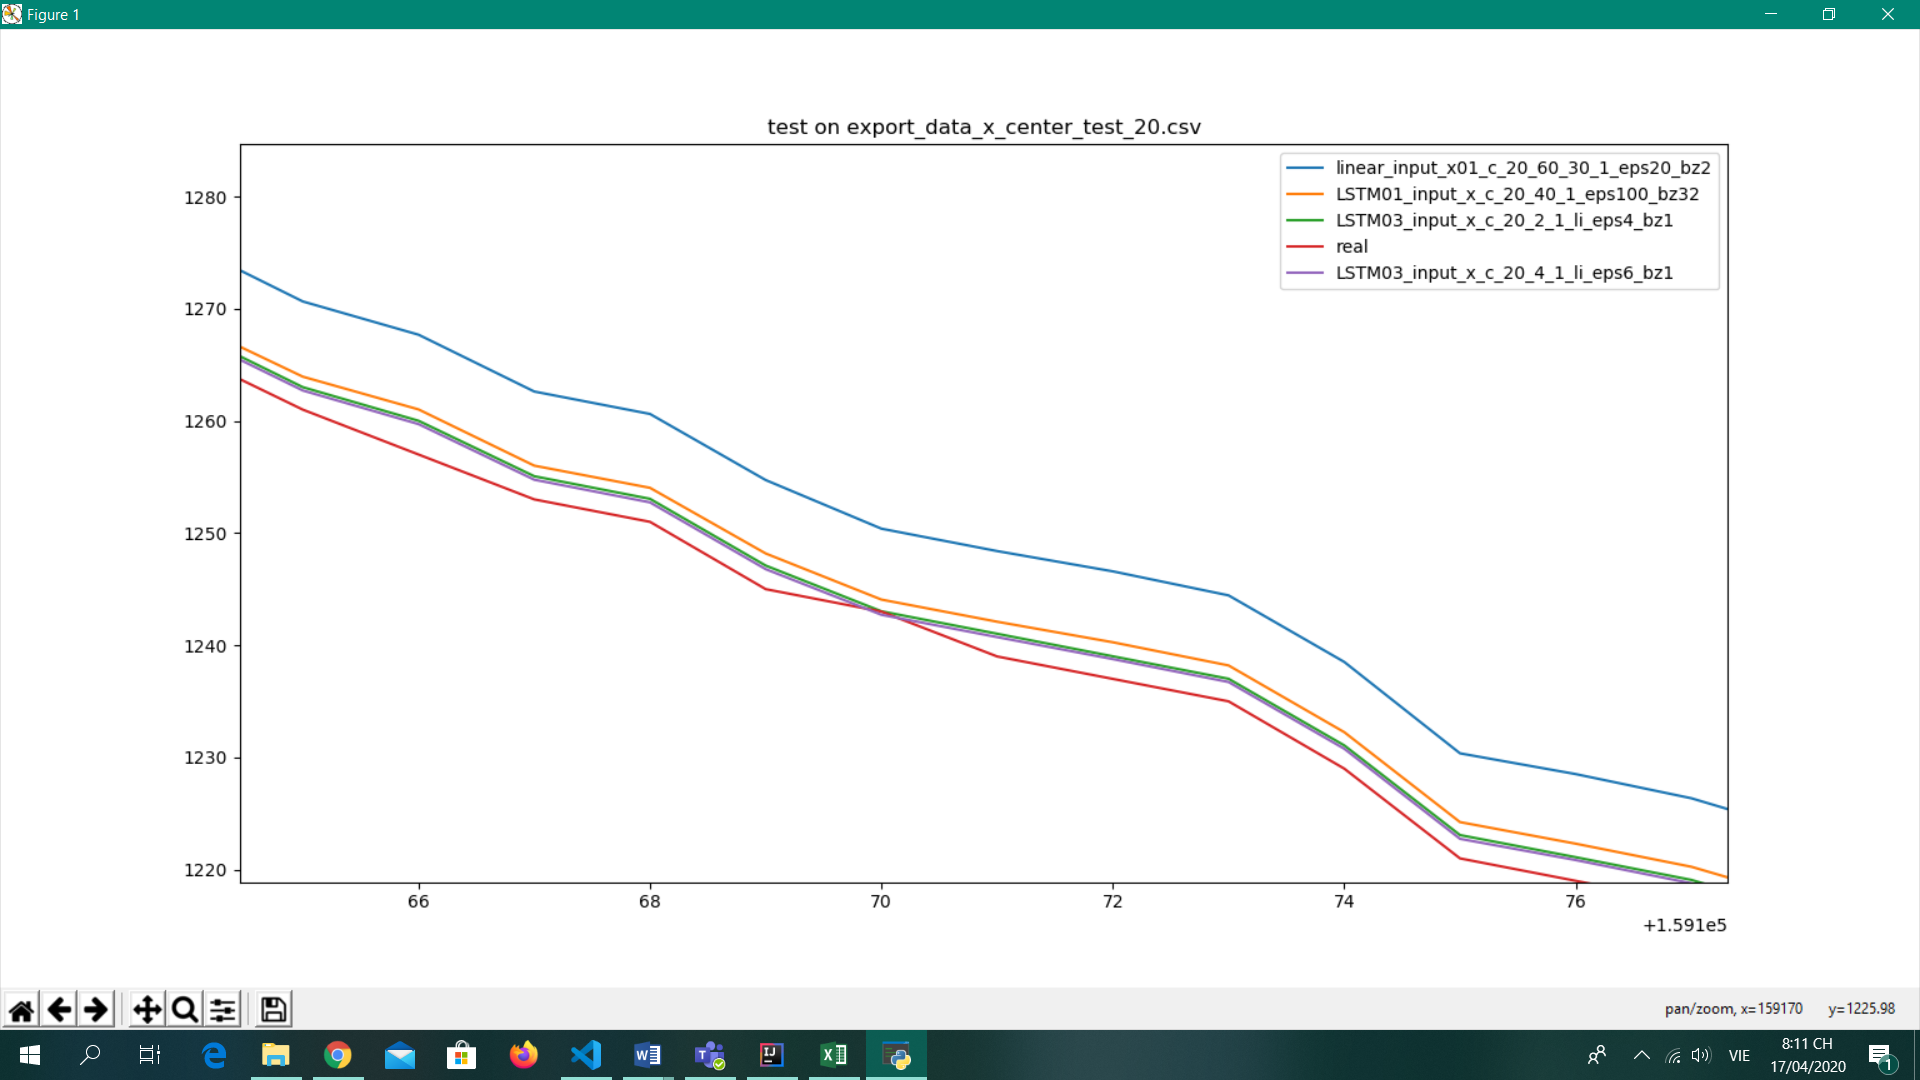 Figure 1
test on export_data_x_center_test_20.csv
linear_input_x01_c_20_60_30_1_eps20_bz2
LSTM01_input_x_c_20_40_1_eps100_bz32
LSTM03_input_x_c_20_2_1_li_eps4_bz1
real
LSTM03_input_x_c_20_4_1_li_eps6_bz1
1280
1270
1260
1250
1240
1230
1220
66 68 70 72 74 76
+1.591e5
pan/zoom, x=159170 y=1225.98
VIE
8:11 CH
17/04/2020
1